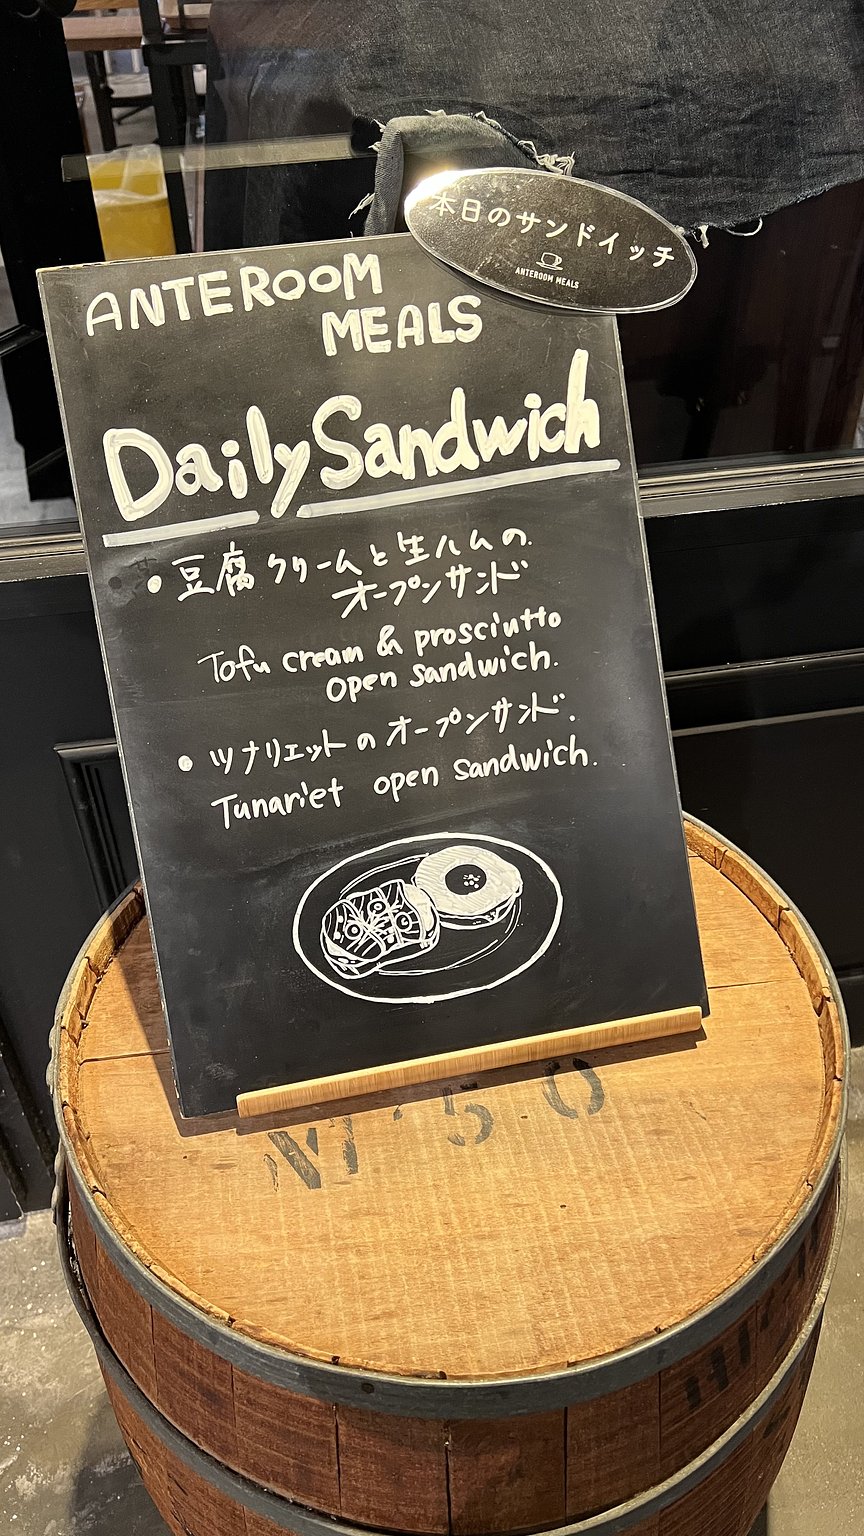 本日のサンドイッチ
ANTEROOM MEALS
ANTEROOM
MEALS
Daily Sandwich
・豆腐クリームと生ハムの
オープンサンド
Tofu cream & prosciutto
open sandwich.
・ツナリエットのオープンサンド.
Tunariet open sandwich.
N'50